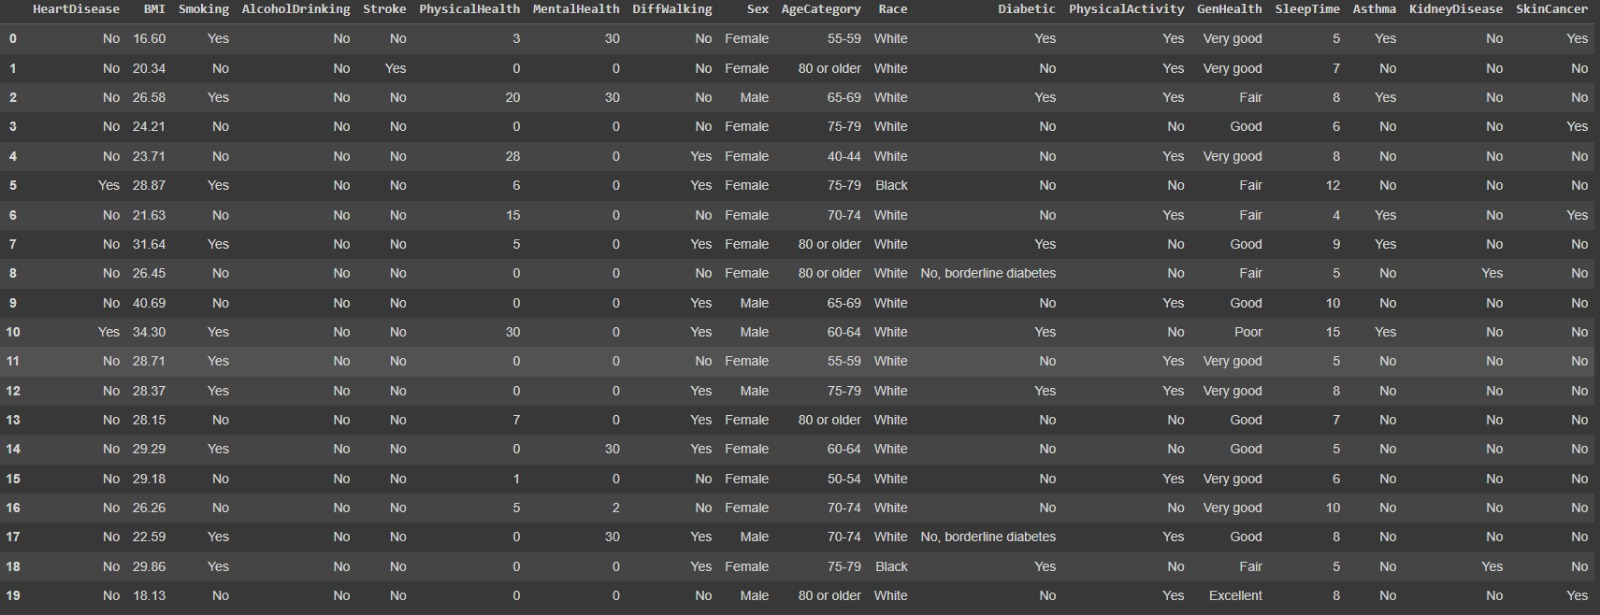 HeartDisease BMI Smoking AlcoholDrinking Stroke PhysicalHealth MentalHealth DiffWalking Sex AgeCategory Race Diabetic PhysicalActivity GenHealth SleepTime Asthma KidneyDisease SkinCancer
0 No 16.60 Yes No No 3 30 No Female 55-59 White Yes Yes Very good 5 Yes No Yes
1 No 20.34 No No Yes 0 0 No Female 80 or older White No Yes Very good 7 No No No
2 No 26.58 Yes No No 20 30 No Male 65-69 White Yes Yes Fair 8 Yes No No
3 No 24.21 No No No 0 0 No Female 75-79 White No No Good 6 No No Yes
4 No 23.71 No No No 28 0 Yes Female 40-44 White No Yes Very good 8 No No No
5 Yes 28.87 Yes No No 6 0 Yes Female 75-79 Black No No Fair 12 No No No
6 No 21.63 No No No 15 0 No Female 70-74 White No Yes Fair 4 Yes No Yes
7 No 31.64 Yes No No 5 0 Yes Female 80 or older White Yes No Good 9 Yes No No
8 No 26.45 No No No 0 0 No Female 80 or older White No, borderline diabetes No Fair 5 No Yes No
9 No 40.69 No No No 0 0 Yes Male 65-69 White No Yes Good 10 No No No
10 Yes 34.30 Yes No No 30 0 Yes Male 60-64 White Yes No Poor 15 Yes No No
11 No 28.71 Yes No No 0 0 No Female 55-59 White No Yes Very good 5 No No No
12 No 28.37 Yes No No 0 0 Yes Male 75-79 White Yes Yes Very good 8 No No No
13 No 28.15 No No No 7 0 Yes Female 80 or older White No No Good 7 No No No
14 No 29.29 Yes No No 0 30 Yes Female 60-64 White No No Good 5 No No No
15 No 29.18 No No No 1 0 No Female 50-54 White No Yes Very good 6 No No No
16 No 26.26 No No No 5 2 No Female 70-74 White No No Very good 10 No No No
17 No 22.59 Yes No No 0 30 Yes Male 70-74 White No, borderline diabetes Yes Good 8 No No No
18 No 29.86 Yes No No 0 0 Yes Female 75-79 Black Yes No Fair 5 No Yes No
19 No 18.13 No No No 0 0 No Male 80 or older White No Yes Excellent 8 No No Yes